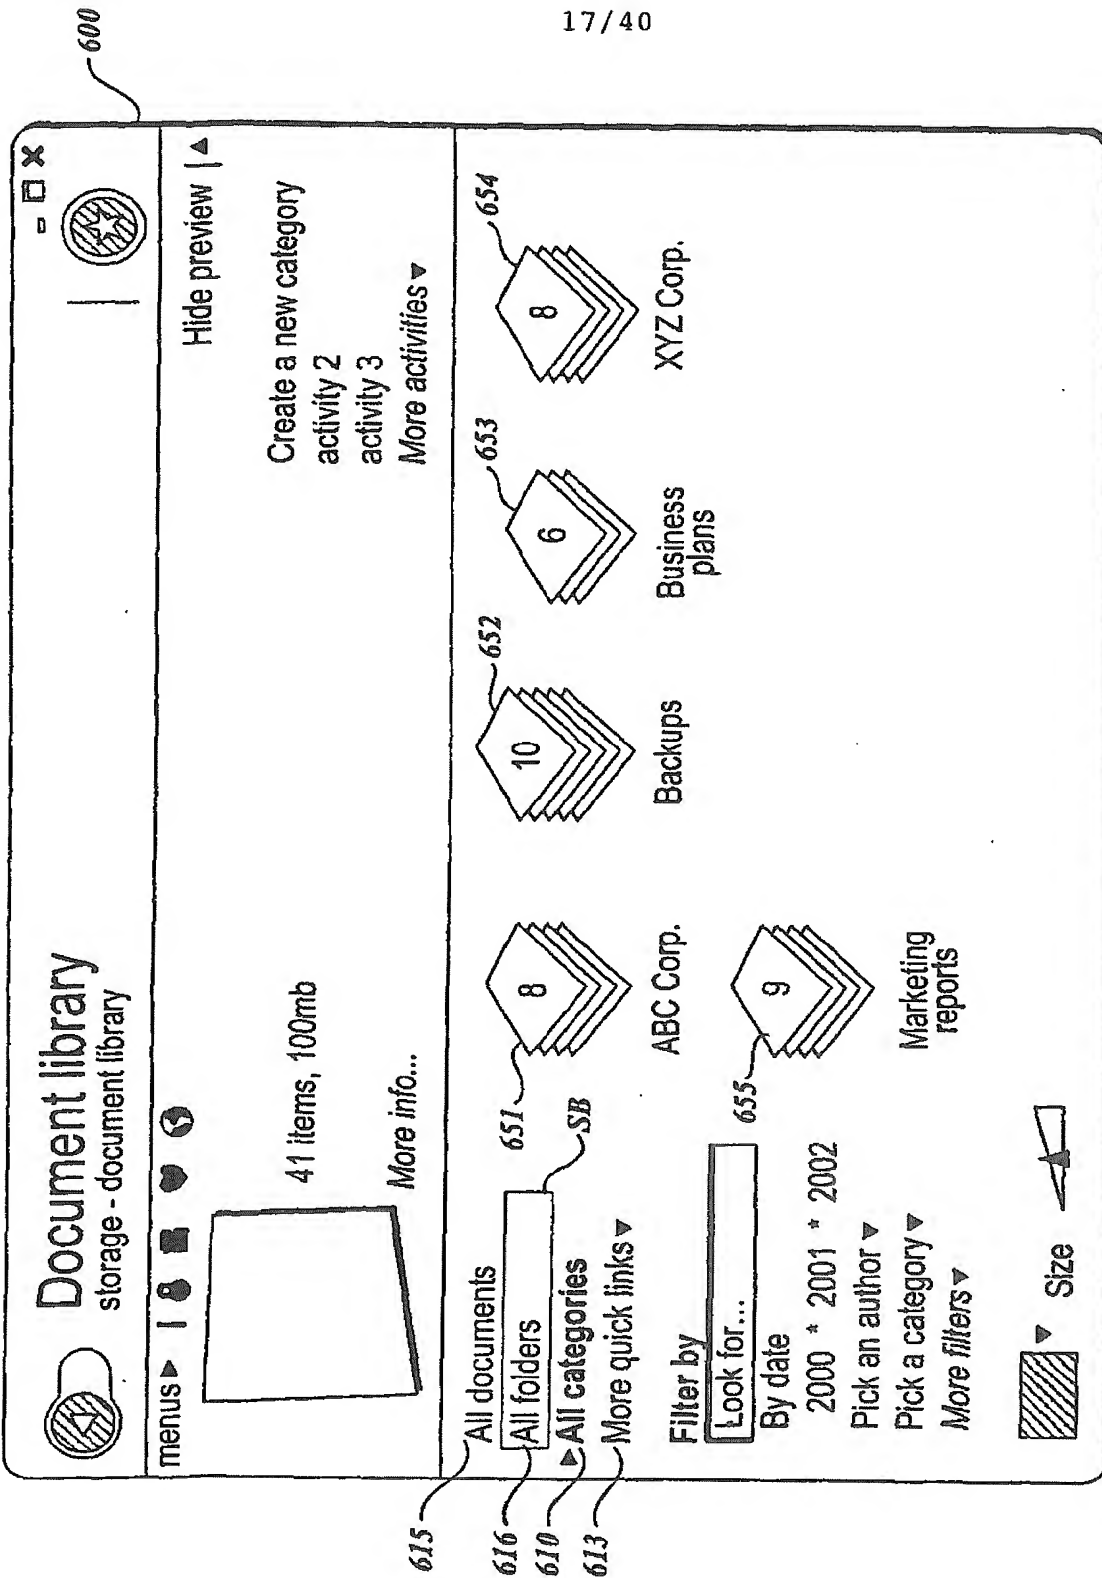 17/40
600
Document library
storage - document library
menus
Hide preview
41 items, 100mb
More info...
Create a new category
activity 2
activity 3
More activities
615
All documents
616
All folders
SB
610
All categories
613
More quick links
Filter by
Look for...
By date
2000 * 2001 * 2002
Pick an author
Pick a category
More filters
Size
651
8
ABC Corp.
652
10
Backups
653
6
Business
plans
654
8
XYZ Corp.
655
9
Marketing
reports